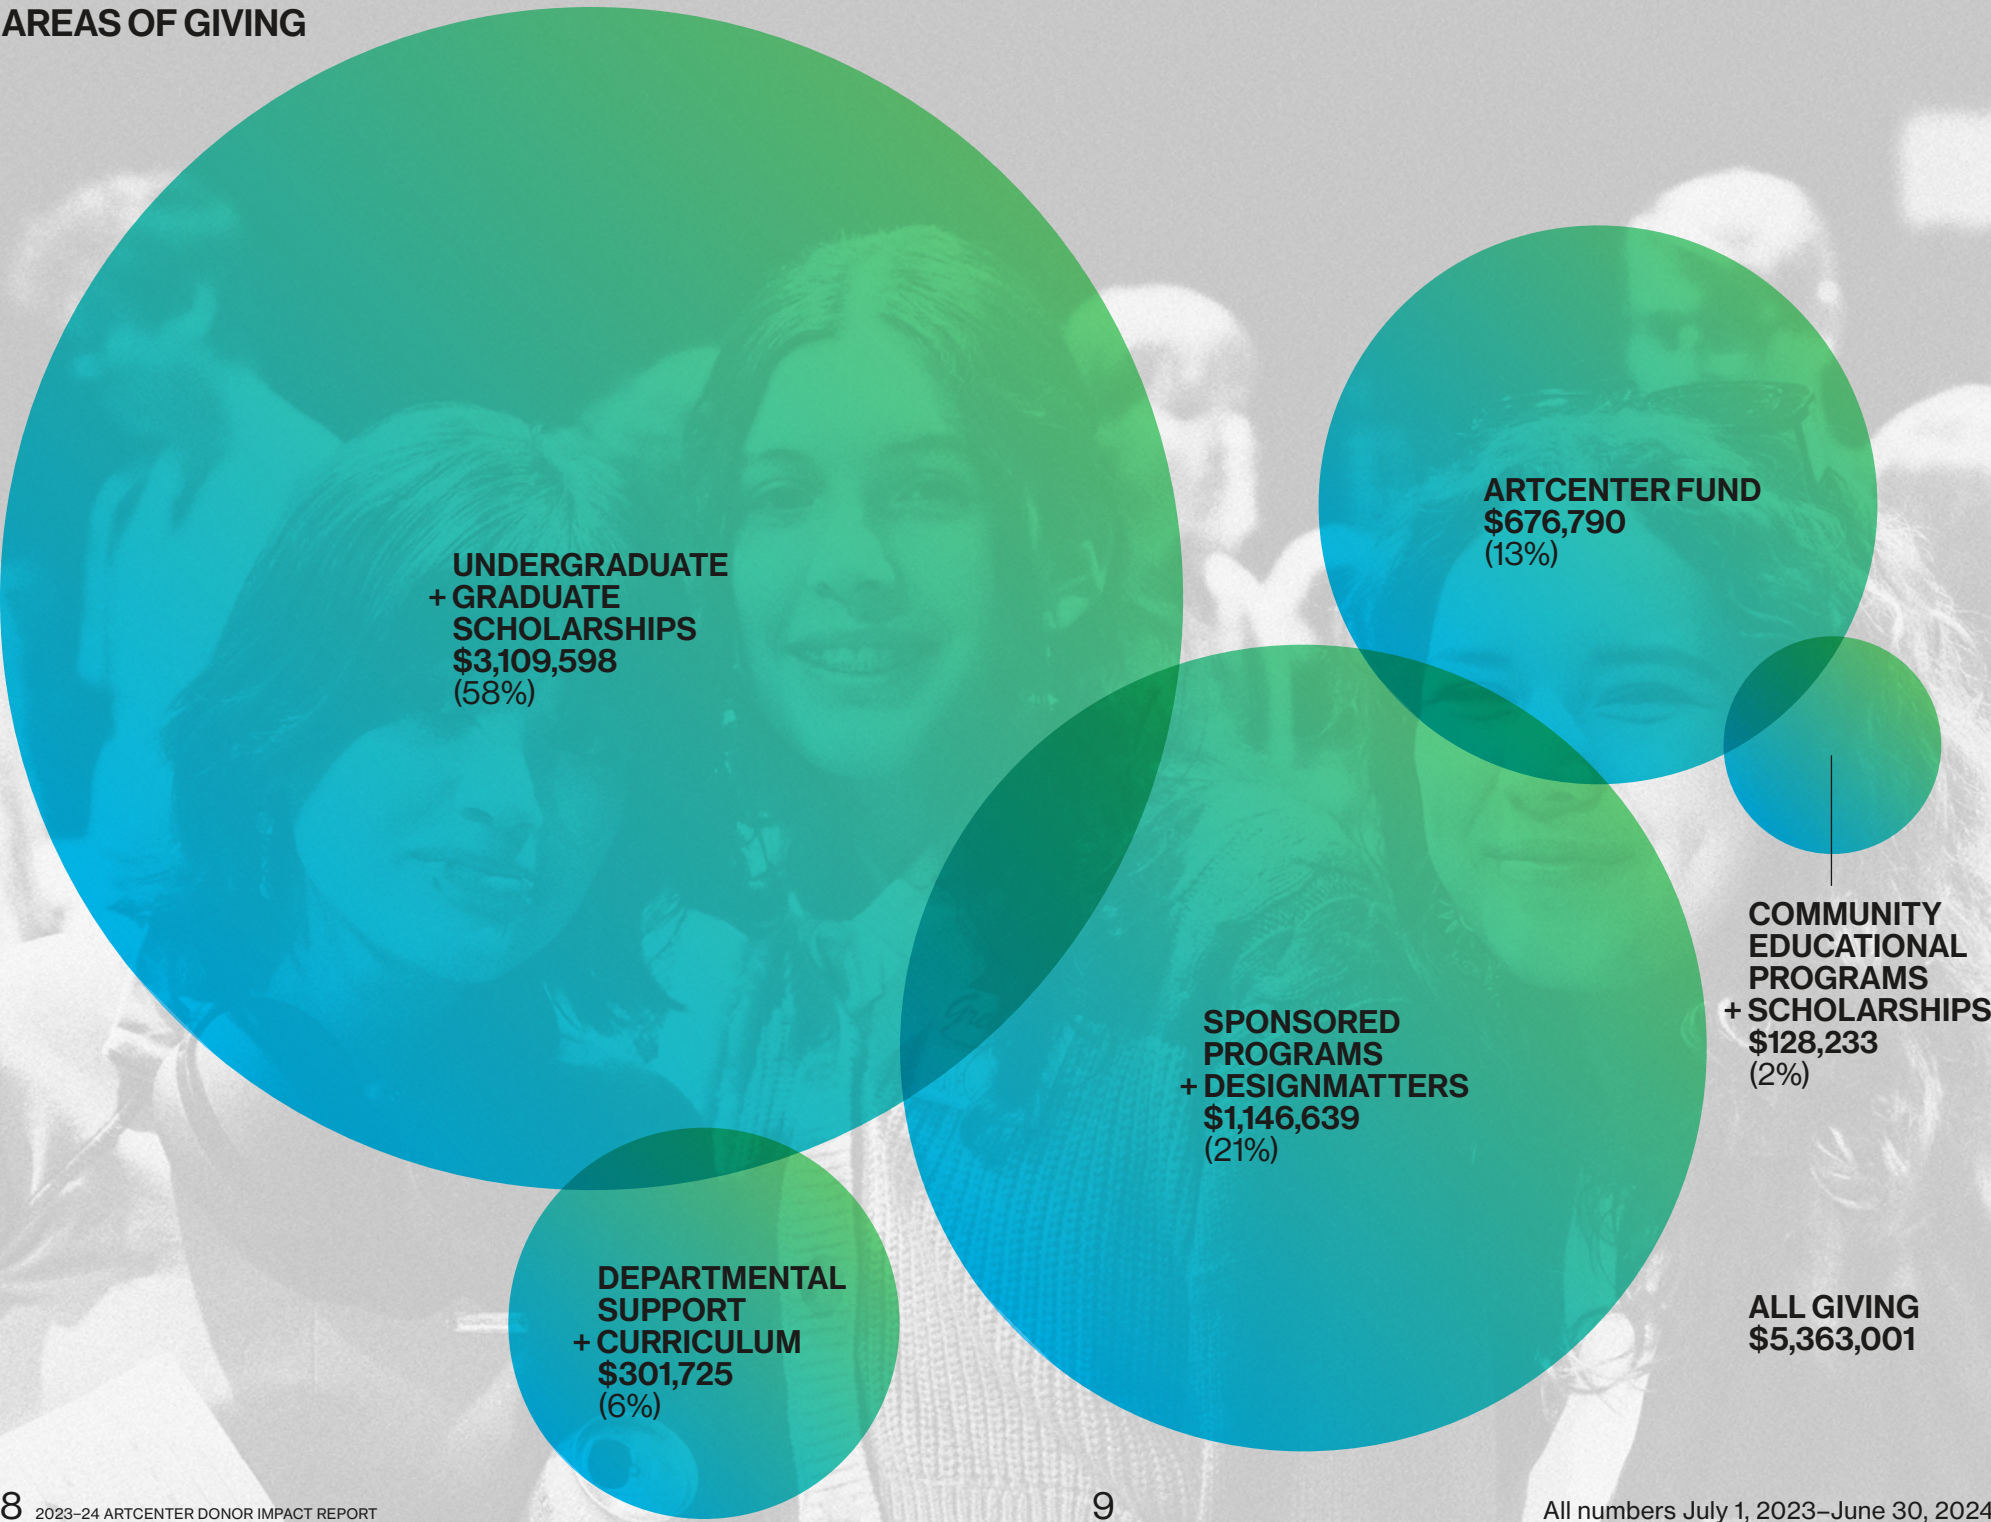 AREAS OF GIVING
UNDERGRADUATE
+ GRADUATE
SCHOLARSHIPS
$3,109,598
(58%)
ARTCENTER FUND
$676,790
(13%)
SPONSORED
PROGRAMS
+ DESIGNMATTERS
$1,146,639
(21%)
COMMUNITY
EDUCATIONAL
PROGRAMS
+ SCHOLARSHIPS
$128,233
(2%)
DEPARTMENTAL
SUPPORT
+ CURRICULUM
$301,725
(6%)
ALL GIVING
$5,363,001
8 2023–24 ARTCENTER DONOR IMPACT REPORT
9
All numbers July 1, 2023–June 30, 2024